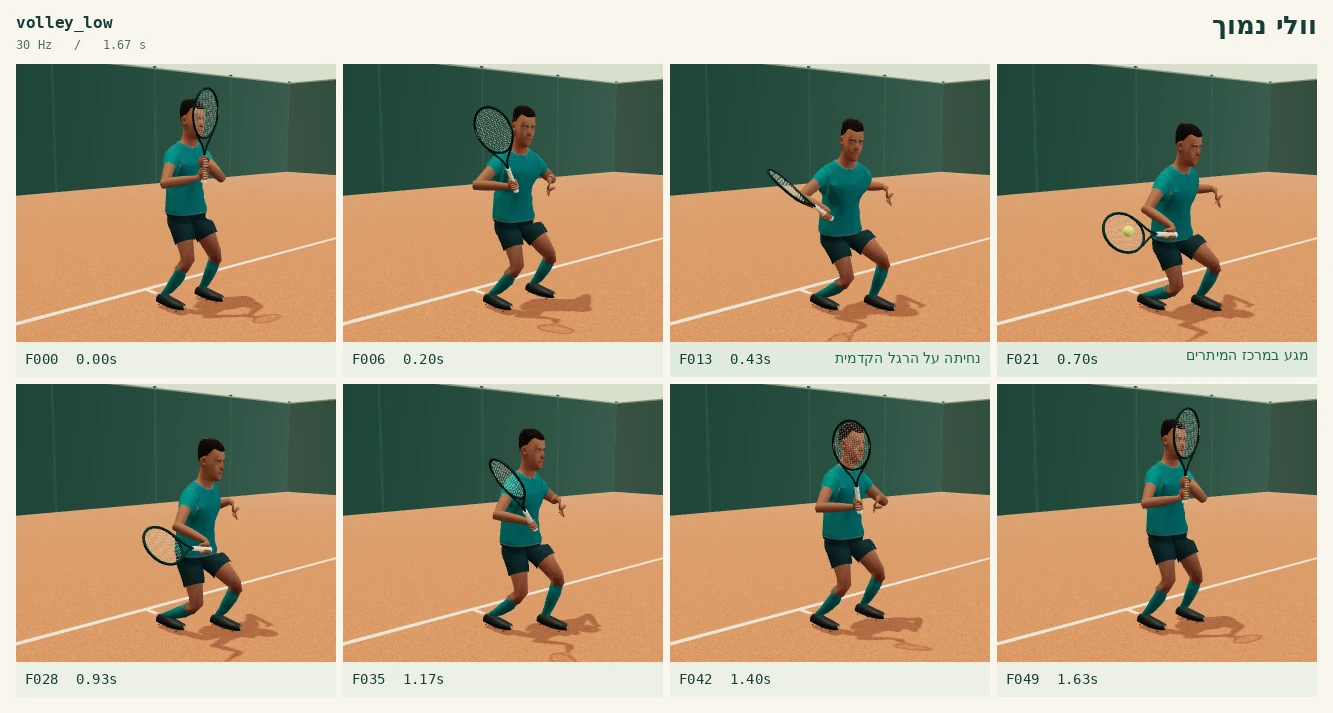 volley_low
וולי נמוך
30 Hz / 1.67 s
F000 0.00s
F006 0.20s
F013 0.43s נחיתה על הרגל הקדמית
F021 0.70s מגע במרכז המיתרים
F028 0.93s
F035 1.17s
F042 1.40s
F049 1.63s